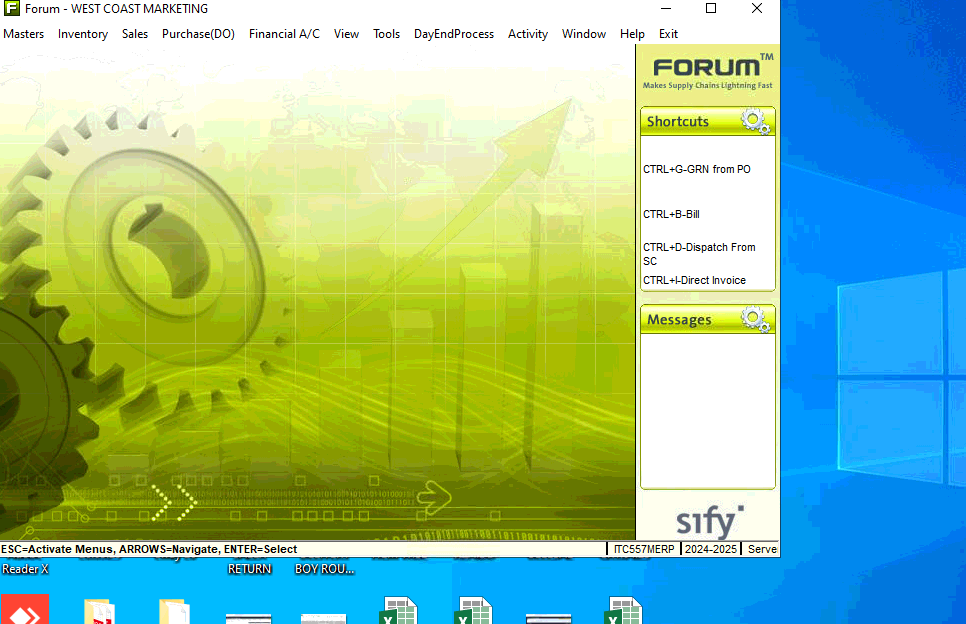 Forum - WEST COAST MARKETING
Masters Inventory Sales Purchase(DO) Financial A/C View Tools DayEndProcess Activity Window Help Exit
FORUM™
Makes Supply Chains Lightning Fast
Shortcuts
CTRL+G-GRN from PO
CTRL+B-Bill
CTRL+D-Dispatch From
SC
CTRL+I-Direct Invoice
Messages
sify
ESC=Activate Menus, ARROWS=Navigate, ENTER=Select ITC557MERP 2024-2025 Serve
Reader X RETURN BOY ROU...